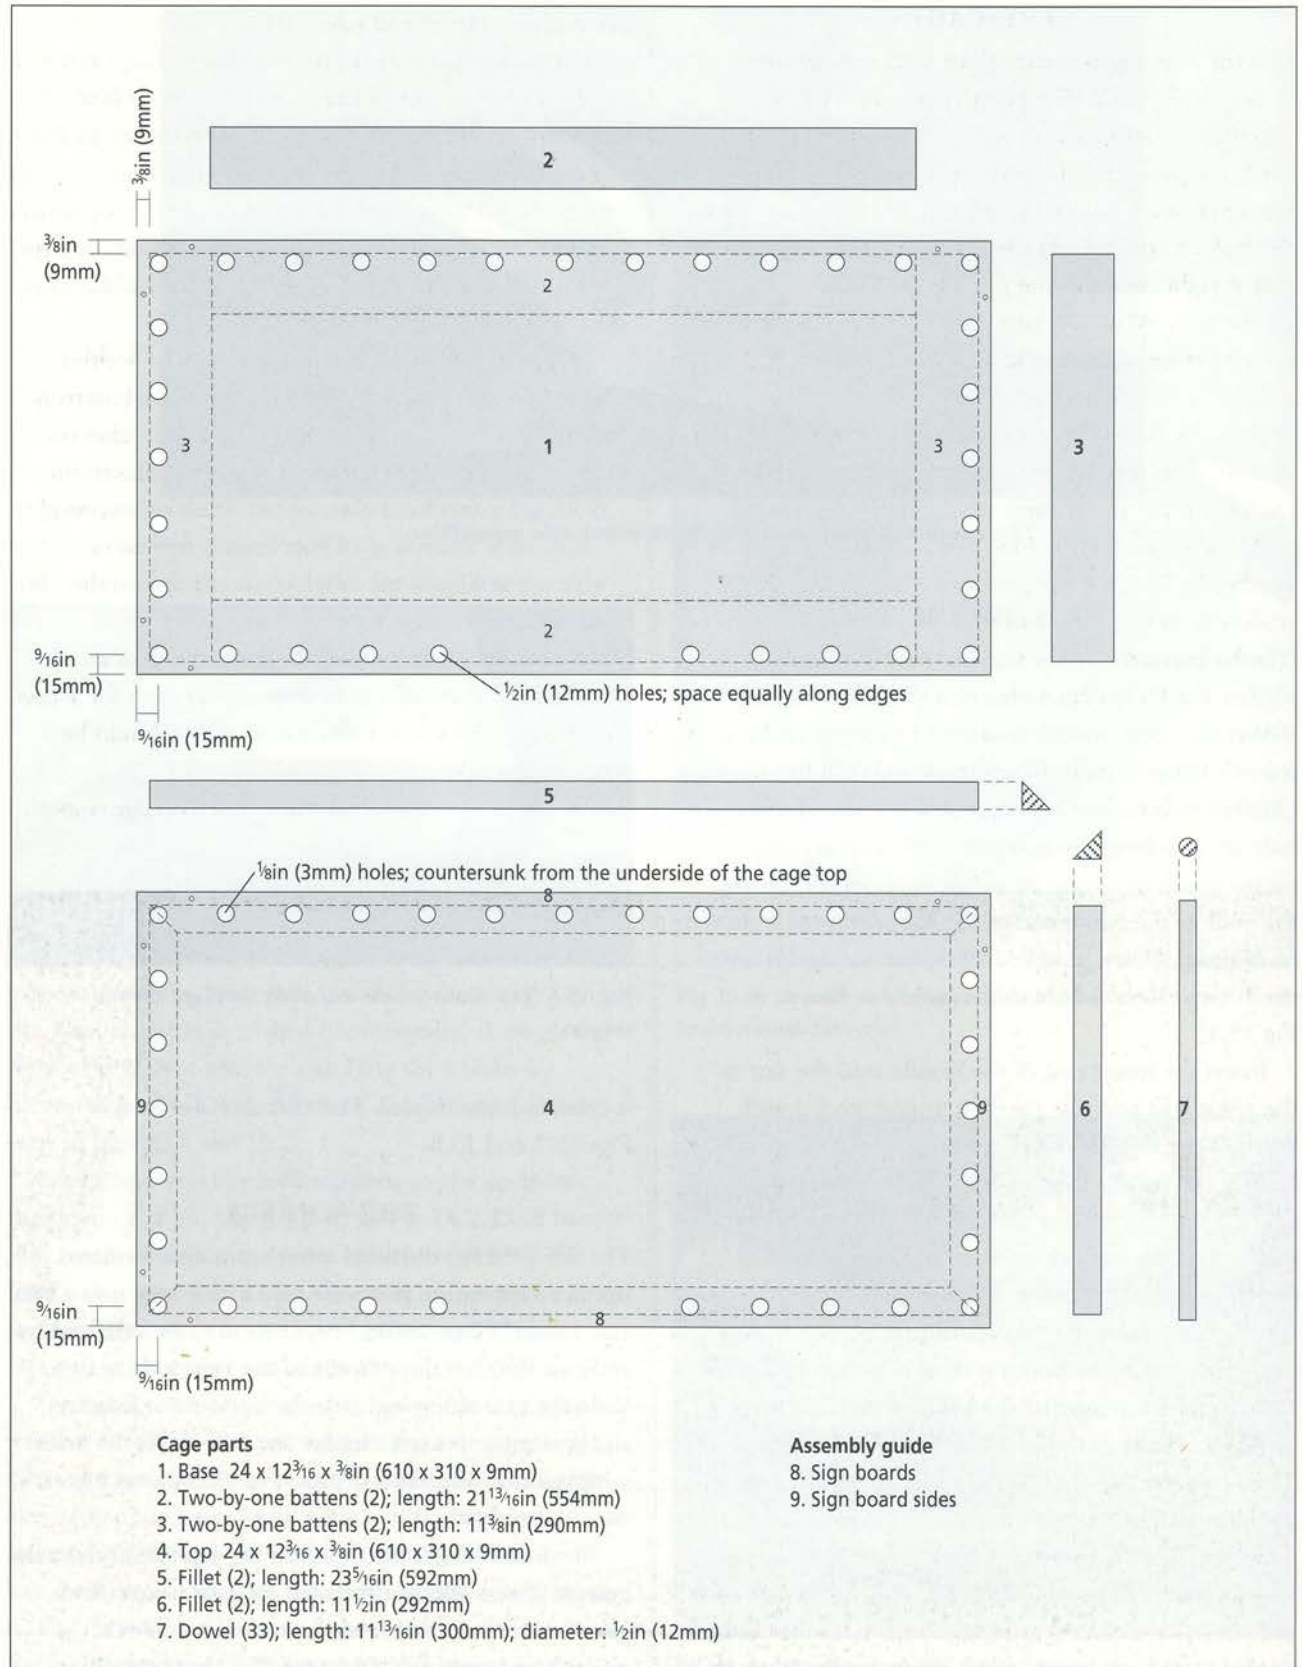 3/8in (9mm)
2
3/8in
(9mm)
2
3
1
3
3
2
9/16in
(15mm)
1/2in (12mm) holes; space equally along edges
9/16in (15mm)
5
1/8in (3mm) holes; countersunk from the underside of the cage top
8
9
4
9
6
7
9/16in
(15mm)
8
9/16in (15mm)
Cage parts
1. Base 24 x 12 3/16 x 3/8in (610 x 310 x 9mm)
2. Two-by-one battens (2); length: 21 13/16in (554mm)
3. Two-by-one battens (2); length: 11 3/8in (290mm)
4. Top 24 x 12 3/16 x 3/8in (610 x 310 x 9mm)
5. Fillet (2); length: 23 5/16in (592mm)
6. Fillet (2); length: 11 1/2in (292mm)
7. Dowel (33); length: 11 13/16in (300mm); diameter: 1/2in (12mm)
Assembly guide
8. Sign boards
9. Sign board sides